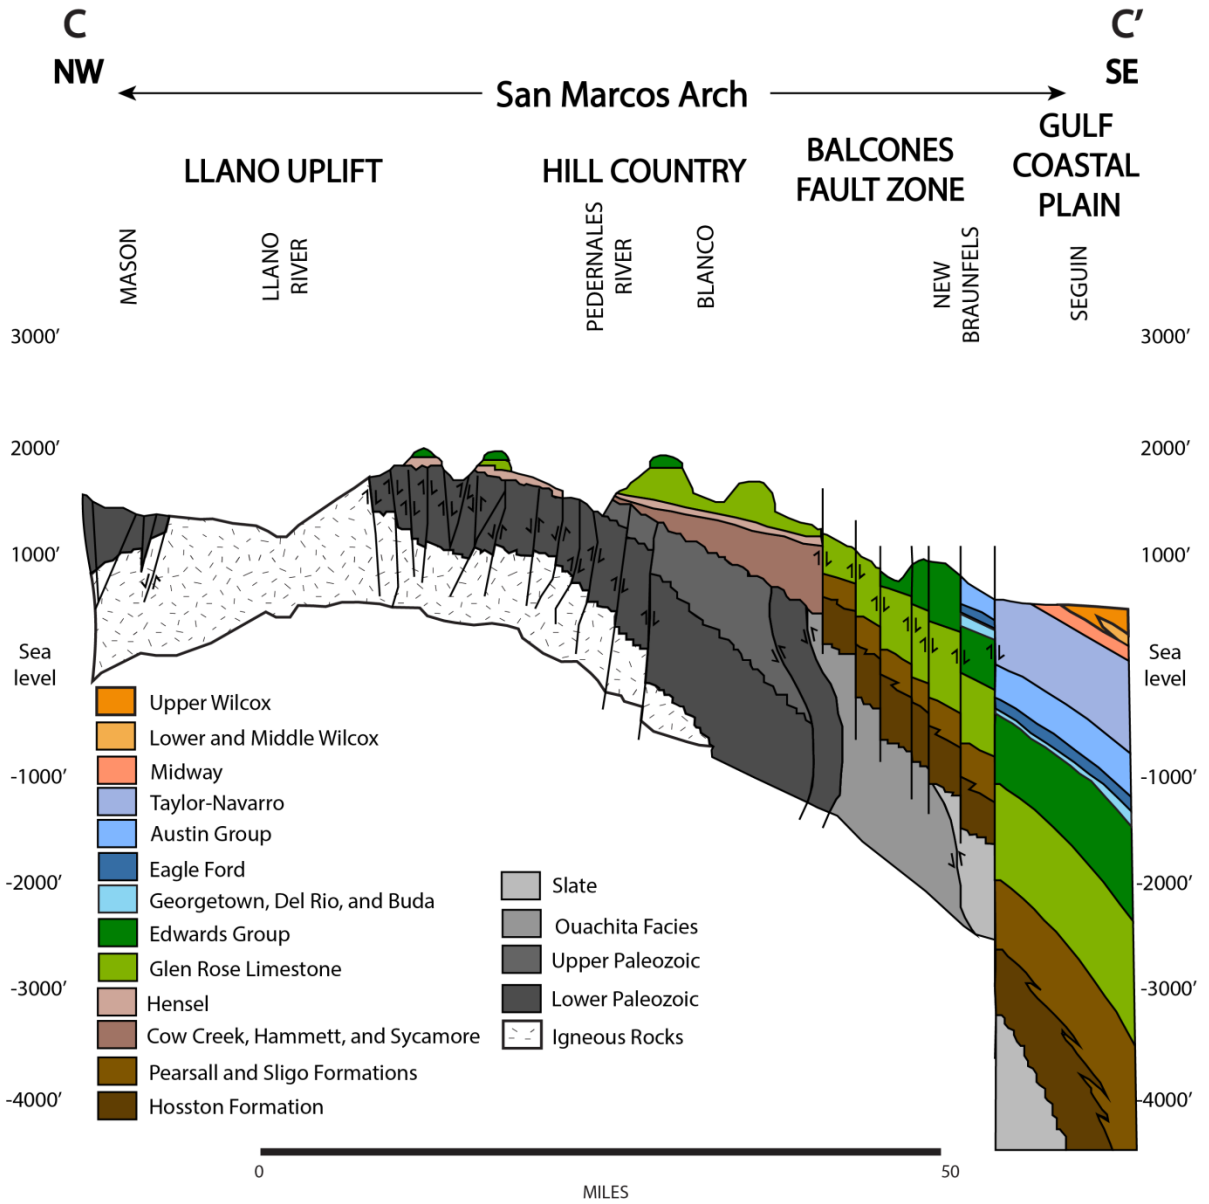 C
C′
NW
SE
San Marcos Arch
LLANO UPLIFT
HILL COUNTRY
BALCONES
FAULT ZONE
GULF
COASTAL
PLAIN
MASON
LLANO
RIVER
PEDERNALES
RIVER
BLANCO
NEW
BRAUNFELS
SEGUIN
3000′
3000′
2000′
2000′
1000′
1000′
Sea
level
Sea
level
-1000′
-1000′
-2000′
-2000′
-3000′
-3000′
-4000′
-4000′
Upper Wilcox
Lower and Middle Wilcox
Midway
Taylor-Navarro
Austin Group
Eagle Ford
Georgetown, Del Rio, and Buda
Edwards Group
Glen Rose Limestone
Hensel
Cow Creek, Hammett, and Sycamore
Pearsall and Sligo Formations
Hosston Formation
Slate
Ouachita Facies
Upper Paleozoic
Lower Paleozoic
Igneous Rocks
0
50
MILES